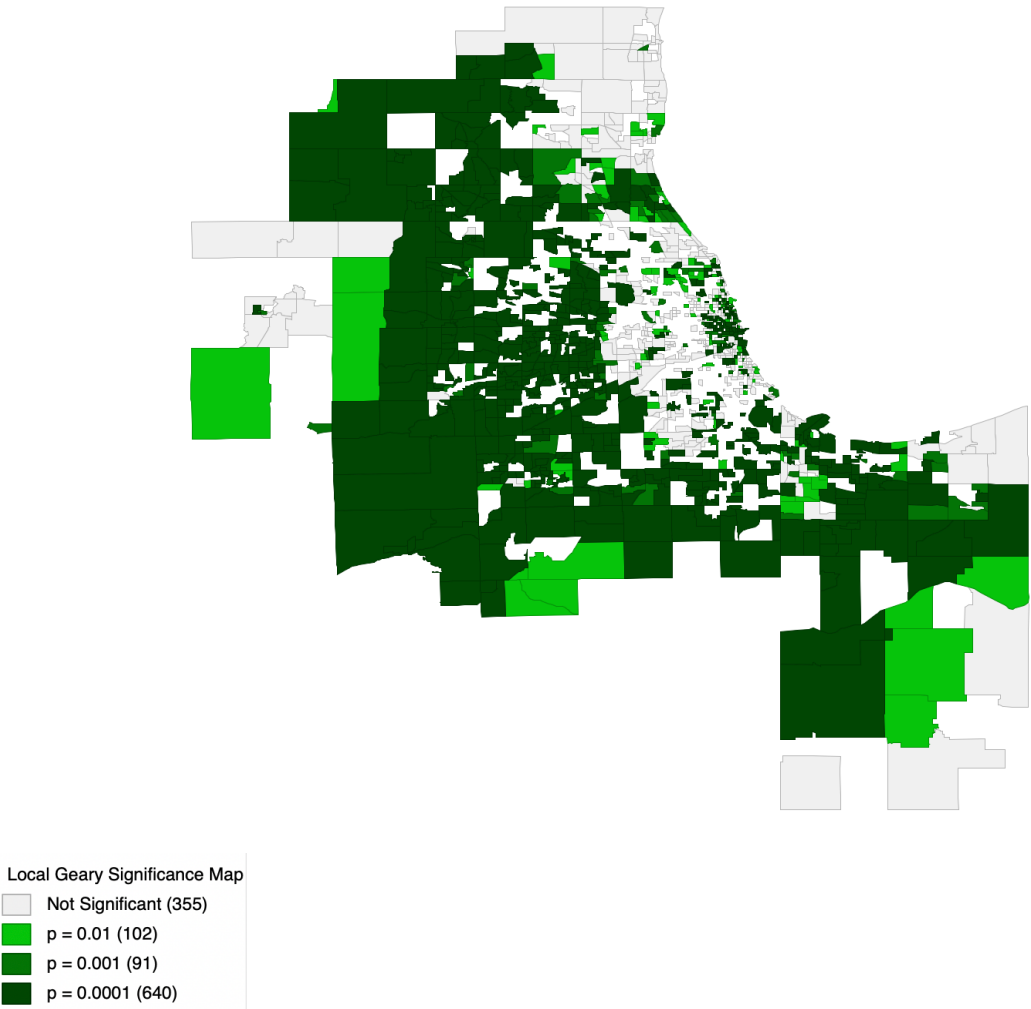 Local Geary Significance Map
Not Significant (355)
p = 0.01 (102)
p = 0.001 (91)
p = 0.0001 (640)